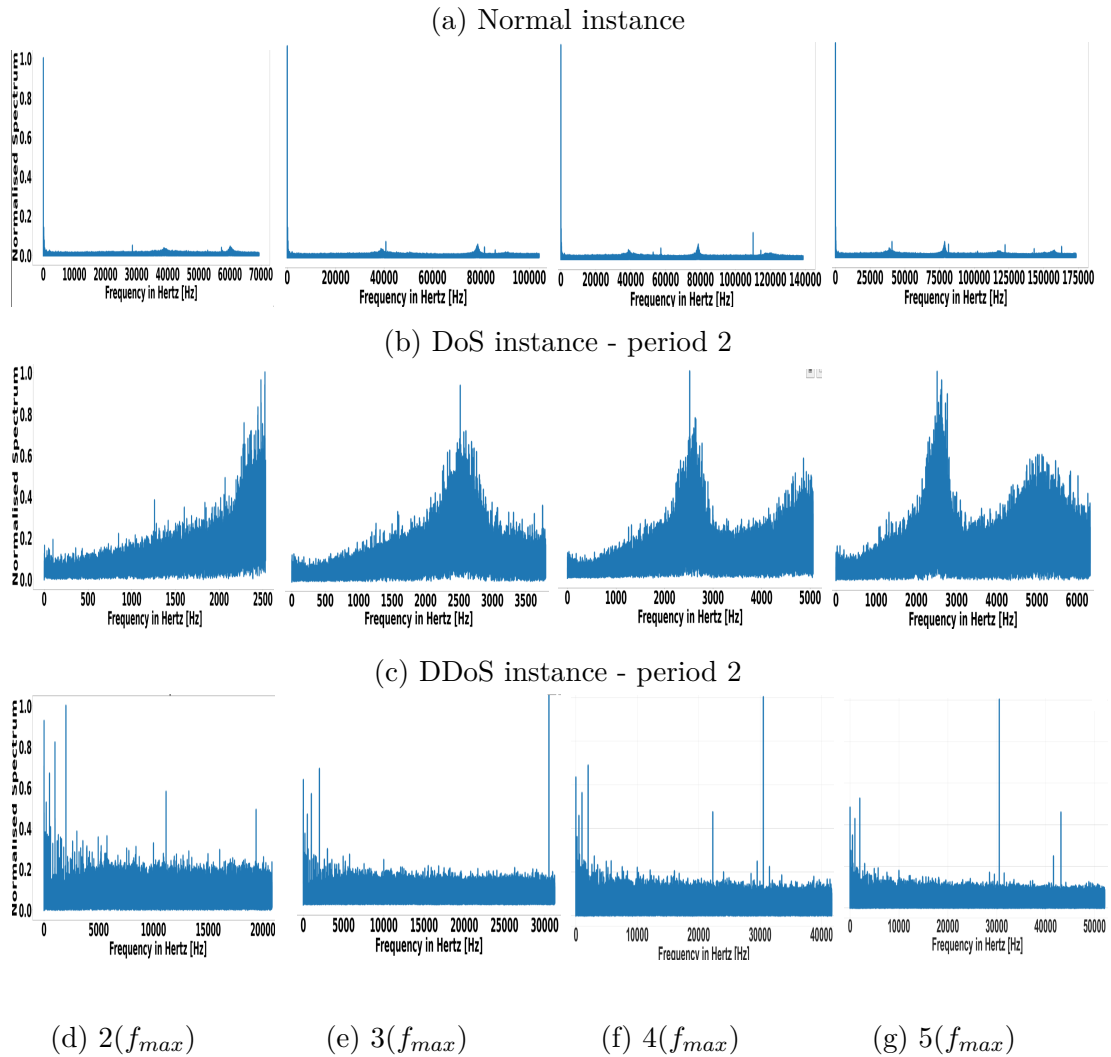 (a) Normal instance
Normalised Spectrum
1.0
0.8
0.6
0.4
0.2
0.0
0 10000 20000 30000 40000 50000 60000 70000
Frequency in Hertz [Hz]
0 20000 40000 60000 80000 100000
Frequency in Hertz [Hz]
0 20000 40000 60000 80000 100000 120000 140000
Frequency in Hertz [Hz]
0 25000 50000 75000 100000 125000 150000 175000
Frequency in Hertz [Hz]
(b) DoS instance - period 2
Normalised Spectrum
1.0
0.8
0.6
0.4
0.2
0.0
0 500 1000 1500 2000 2500
Frequency in Hertz [Hz]
0 500 1000 1500 2000 2500 3000 3500
Frequency in Hertz [Hz]
0 1000 2000 3000 4000 5000
Frequency in Hertz [Hz]
0 1000 2000 3000 4000 5000 6000
Frequency in Hertz [Hz]
(c) DDoS instance - period 2
Normalised Spectrum
1.0
0.8
0.6
0.4
0.2
0.0
0 5000 10000 15000 20000
Frequency in Hertz [Hz]
0 5000 10000 15000 20000 25000 30000
Frequency in Hertz [Hz]
0 10000 20000 30000 40000
Frequency in Hertz [Hz]
0 10000 20000 30000 40000 50000
Frequency in Hertz [Hz]
(d) 2(f_max) (e) 3(f_max) (f) 4(f_max) (g) 5(f_max)